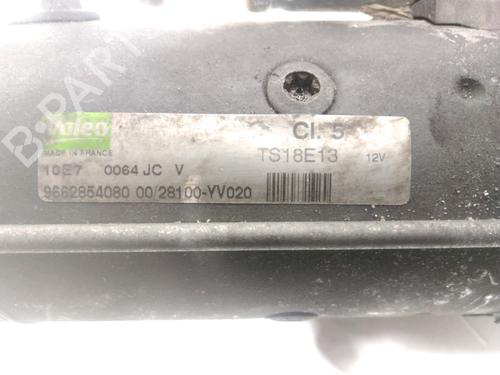 B-PARTS
Valeo
MADE IN FRANCE
Cl. 5
TS18E13 12V
10E7 0064 JC V
9662854080 00/28100-YV020